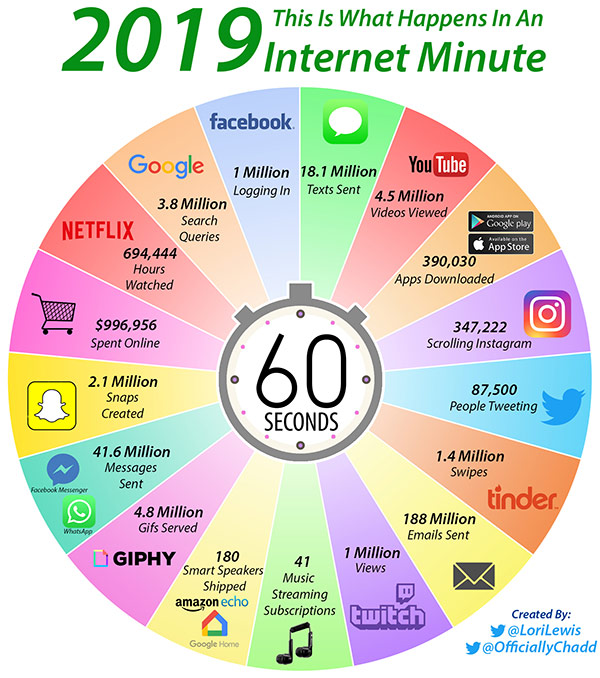 2019 This Is What Happens In An
Internet Minute
facebook.
1 Million
Logging In
18.1 Million
Texts Sent
YouTube
4.5 Million
Videos Viewed
ANDROID APP ON
Google play
Available on the
App Store
390,030
Apps Downloaded
347,222
Scrolling Instagram
87,500
People Tweeting
1.4 Million
Swipes
tinder
188 Million
Emails Sent
1 Million
Views
twitch
41
Music
Streaming
Subscriptions
180
Smart Speakers
Shipped
amazon echo
Google Home
4.8 Million
Gifs Served
GIPHY
41.6 Million
Messages
Sent
Facebook Messenger
WhatsApp
2.1 Million
Snaps
Created
$996,956
Spent Online
NETFLIX
694,444
Hours
Watched
Google
3.8 Million
Search
Queries
60
SECONDS
Created By:
@LoriLewis
@OfficiallyChadd